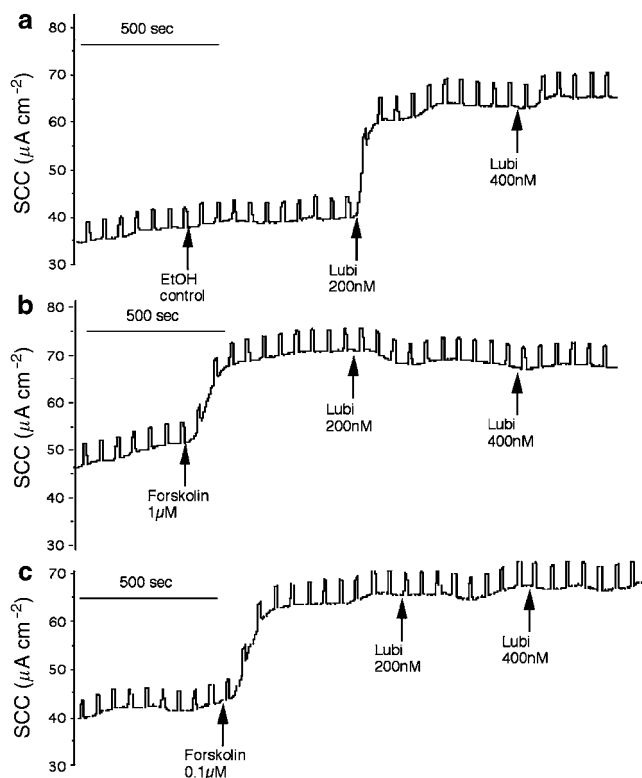 a
500 sec
80
70
60
50
40
30
SCC (µA cm⁻²)
EtOH
control
Lubi
200nM
Lubi
400nM
b
500 sec
80
70
60
50
40
30
SCC (µA cm⁻²)
Forskolin
1µM
Lubi
200nM
Lubi
400nM
c
500 sec
70
60
50
40
30
SCC (µA cm⁻²)
Forskolin
0.1µM
Lubi
200nM
Lubi
400nM